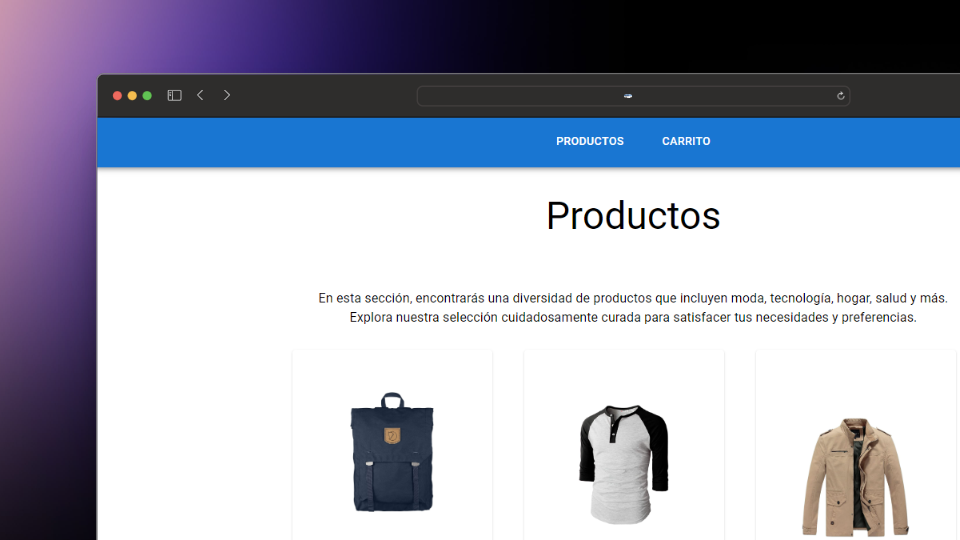 PRODUCTOS CARRITO
Productos
En esta sección, encontrarás una diversidad de productos que incluyen moda, tecnología, hogar, salud y más.
Explora nuestra selección cuidadosamente curada para satisfacer tus necesidades y preferencias.